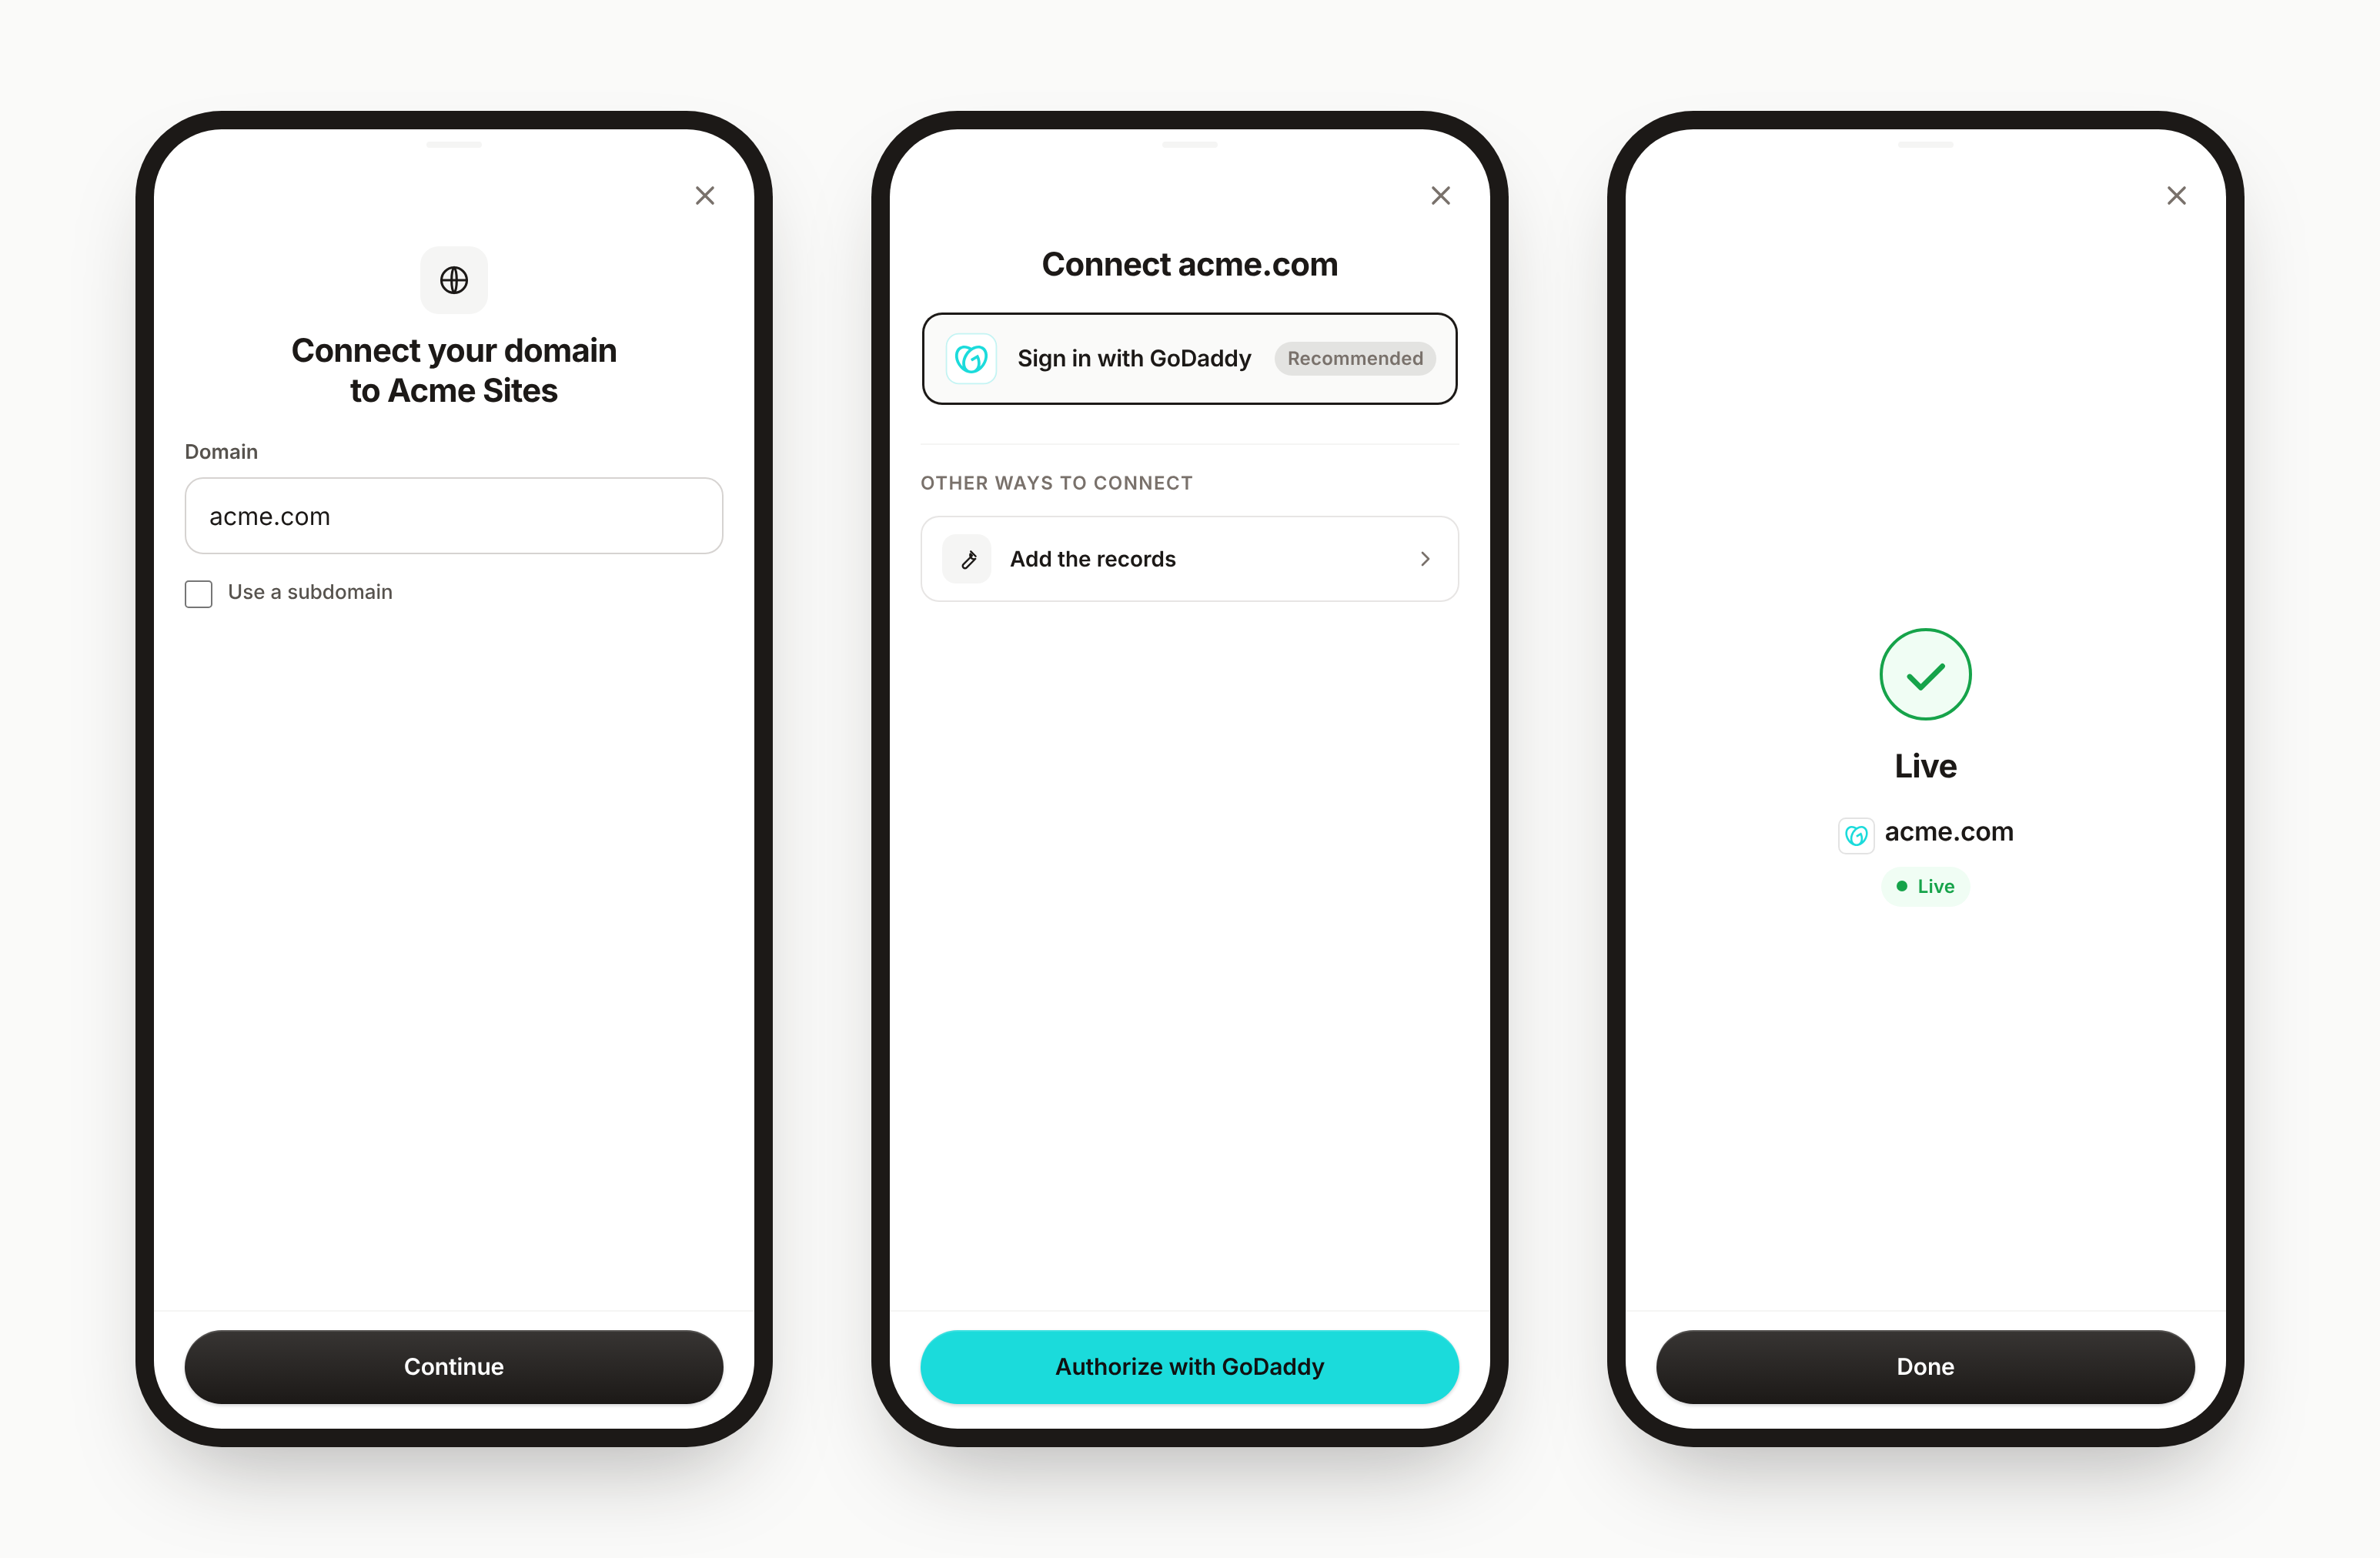 Connect your domain
to Acme Sites
Domain
acme.com
Use a subdomain
Continue
Connect acme.com
Sign in with GoDaddy
Recommended
OTHER WAYS TO CONNECT
Add the records
Authorize with GoDaddy
Live
acme.com
Live
Done